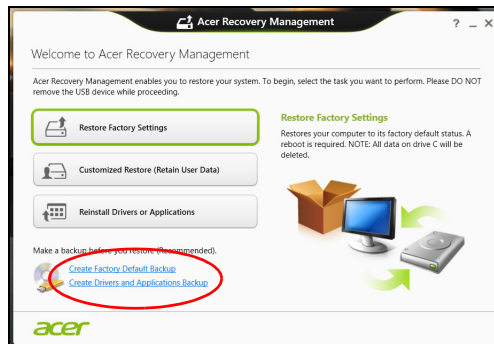 Acer Recovery Management
? _ X
Welcome to Acer Recovery Management
Acer Recovery Management enables you to restore your system. To begin, select the task you want to perform. Please DO NOT
remove the USB device while proceeding.
Restore Factory Settings
Customized Restore (Retain User Data)
Reinstall Drivers or Applications
Restore Factory Settings
Restores your computer to its factory default status. A
reboot is required. NOTE: All data on drive C will be
deleted.
Make a backup before you restore (Recommended).
Create Factory Default Backup
Create Drivers and Applications Backup
acer